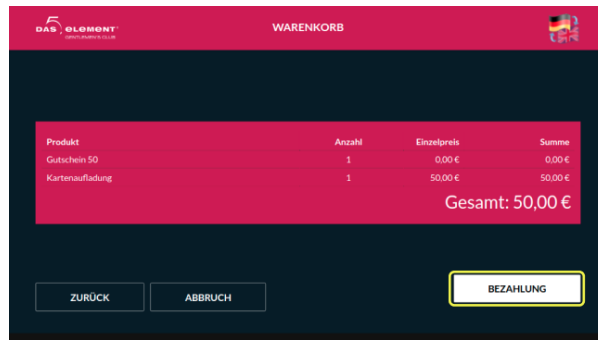 5
DAS ELEMENT
GENTLEMEN'S CLUB
WARENKORB
Produkt Anzahl Einzelpreis Summe
Gutschein 50 1 0,00 € 0,00 €
Kartenaufladung 1 50,00 € 50,00 €
Gesamt: 50,00 €
ZURÜCK ABBRUCH BEZAHLUNG